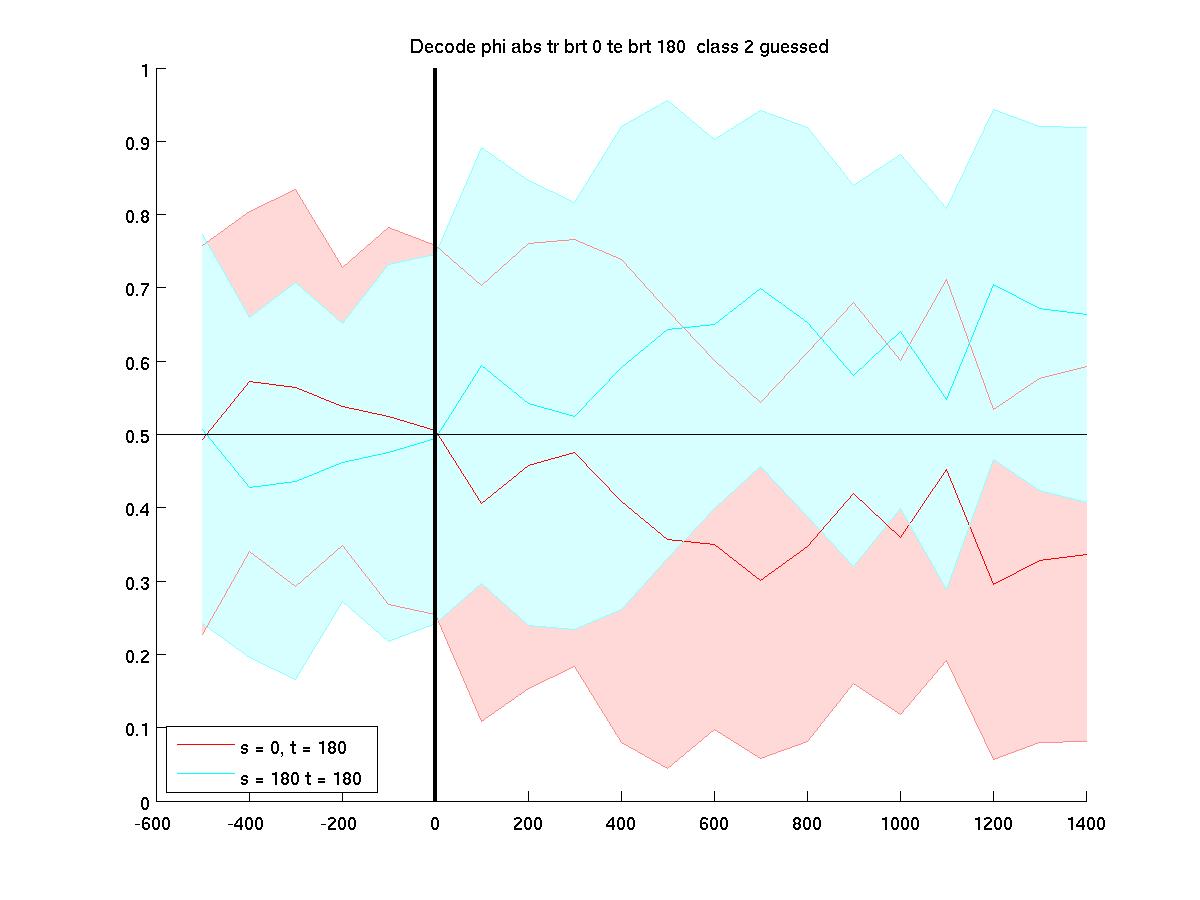 Decode phi abs tr brt 0 te brt 180  class 2 guessed
1
0.9
0.8
0.7
0.6
0.5
0.4
0.3
0.2
0.1
0
s = 0, t = 180
s = 180 t = 180
-600 -400 -200 0 200 400 600 800 1000 1200 1400